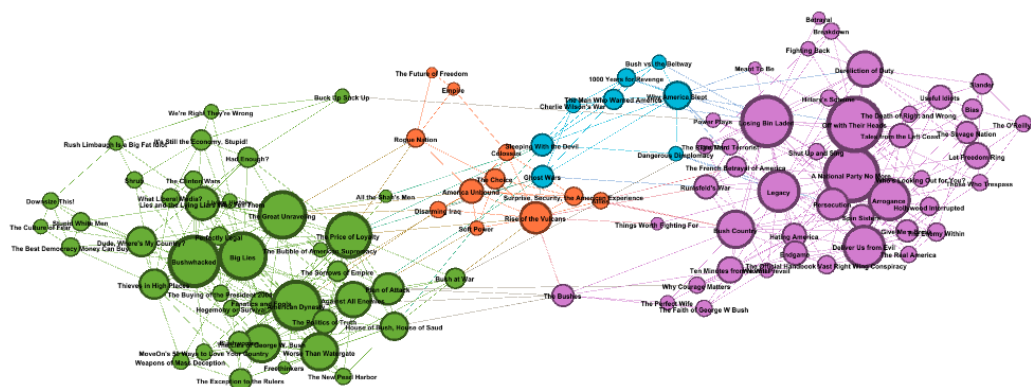 Betrayal
Breakdown
Fighting Back
Bush vs. the Beltway
Meant To Be
Dereliction of Duty
The Future of Freedom
1000 Years for Revenge
Slander
Empire
Why America Slept
Useful Idiots
Buck Up Suck Up
The Man Who Warned America
Charlie Wilson's War
Bias
We're Right They're Wrong
Losing Bin Laden
Off with Their Heads
The Death of Right and Wrong
The O'Reilly
Power Plays
Tales from the Left Coast
The Savage Nation
Rogue Nation
Rush Limbaugh Is a Big Fat Idiot
We're Still the Economy, Stupid!
Sleeping With the Devil
Shut Up and Sing
Let Freedom Ring
Had Enough?
Colossus
Dangerous Dimplomacy
The French Betrayal of America
A National Party No More
Who's Looking Out for You?
Shrub
The Clinton Wars
The Choice
Ghost Wars
Rumsfeld's War
Legacy
Those Who Trespass
Downsize This!
What Liberal Media?
America Unbound
Surprise, Security, the American Experience
Persecution
Arrogance
Hollywood Interrupted
All the Shah's Men
Disarming Iraq
Rise of the Vulcans
Spin Sisters
Stupid White Men
The Great Unraveling
Things Worth Fighting For
The Culture of Fear
Perfectly Legal
Soft Power
Bush Country
Hating America
The Enemy Within
Dude, Where's My Country?
The Price of Loyalty
Deliver Us from Evil
The Best Democracy Money Can Buy
The Bubble of American Supremacy
Endgame
The Real America
Bushwhacked
Big Lies
The Official Handbook Vast Right Wing Conspiracy
The Sorrows of Empire
Ten Minutes from Normal
Bush at War
Thieves in High Places
Plan of Attack
Why Courage Matters
The Buying of the President 2004
The Bushes
Against All Enemies
The Perfect Wife
Hegemony or Survival
American Dynasty
The Faith of George W Bush
The Politics of Truth
House of Bush, House of Saud
MoveOn's 50 Ways to Love Your Country
Worse Than Watergate
Weapons of Mass Deception
Freethinkers
The Exception to the Rulers
The New Pearl Harbor